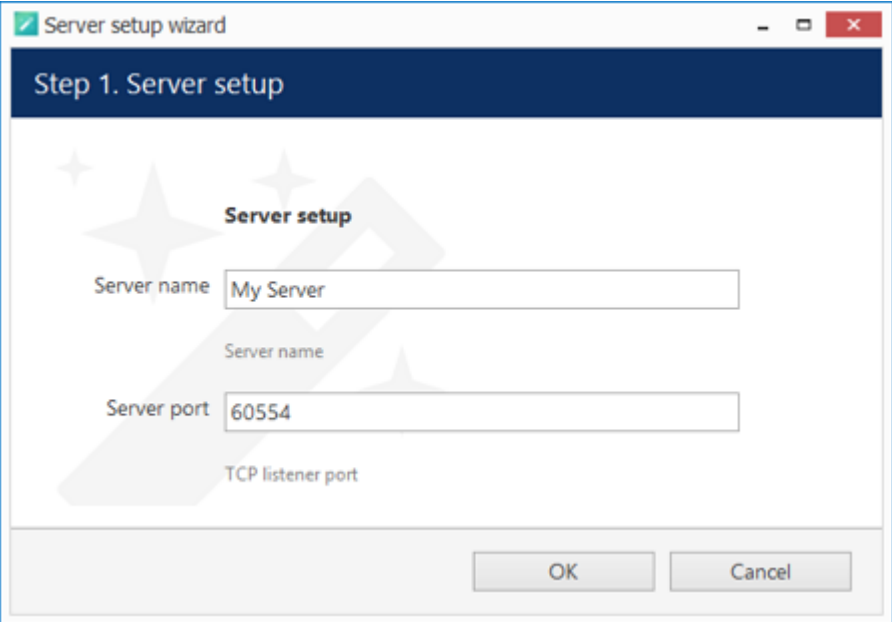 Server setup wizard
Step 1. Server setup
Server setup
Server name My Server
Server name
Server port 60554
TCP listener port
OK Cancel